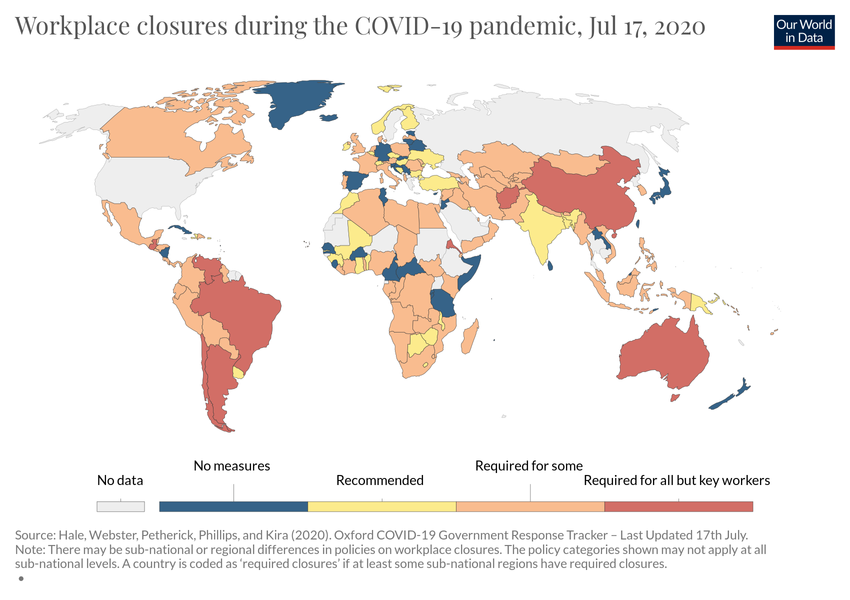 Workplace closures during the COVID-19 pandemic, Jul 17, 2020
Our World
in Data
No data
No measures
Recommended
Required for some
Required for all but key workers
Source: Hale, Webster, Petherick, Phillips, and Kira (2020). Oxford COVID-19 Government Response Tracker – Last Updated 17th July.
Note: There may be sub-national or regional differences in policies on workplace closures. The policy categories shown may not apply at all
sub-national levels. A country is coded as 'required closures' if at least some sub-national regions have required closures.